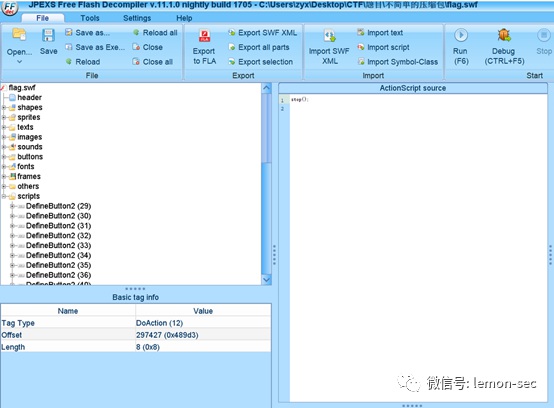 JPEXS Free Flash Decompiler v.11.1.0 nightly build 1705 - C:\Users\zyx\Desktop\CTF\题目\不简单的压缩包\flag.swf
File Tools Settings Help
Open...
Save
Save as...
Save as Exe...
Reload
Reload all
Close
Close all
File
Export to FLA
Export SWF XML
Export all parts
Export selection
Export
Import SWF XML
Import text
Import script
Import Symbol-Class
Import
Run (F6)
Debug (CTRL+F5)
Stop
Start
flag.swf
header
shapes
sprites
texts
images
sounds
buttons
fonts
frames
others
scripts
DefineButton2 (29)
DefineButton2 (30)
DefineButton2 (31)
DefineButton2 (32)
DefineButton2 (33)
DefineButton2 (34)
DefineButton2 (35)
DefineButton2 (36)
DefineButton2 (40)
Basic tag info
Name Value
Tag Type DoAction (12)
Offset 297427 (0x489d3)
Length 8 (0x8)
ActionScript source
1 stop();
2
微信号: lemon-sec